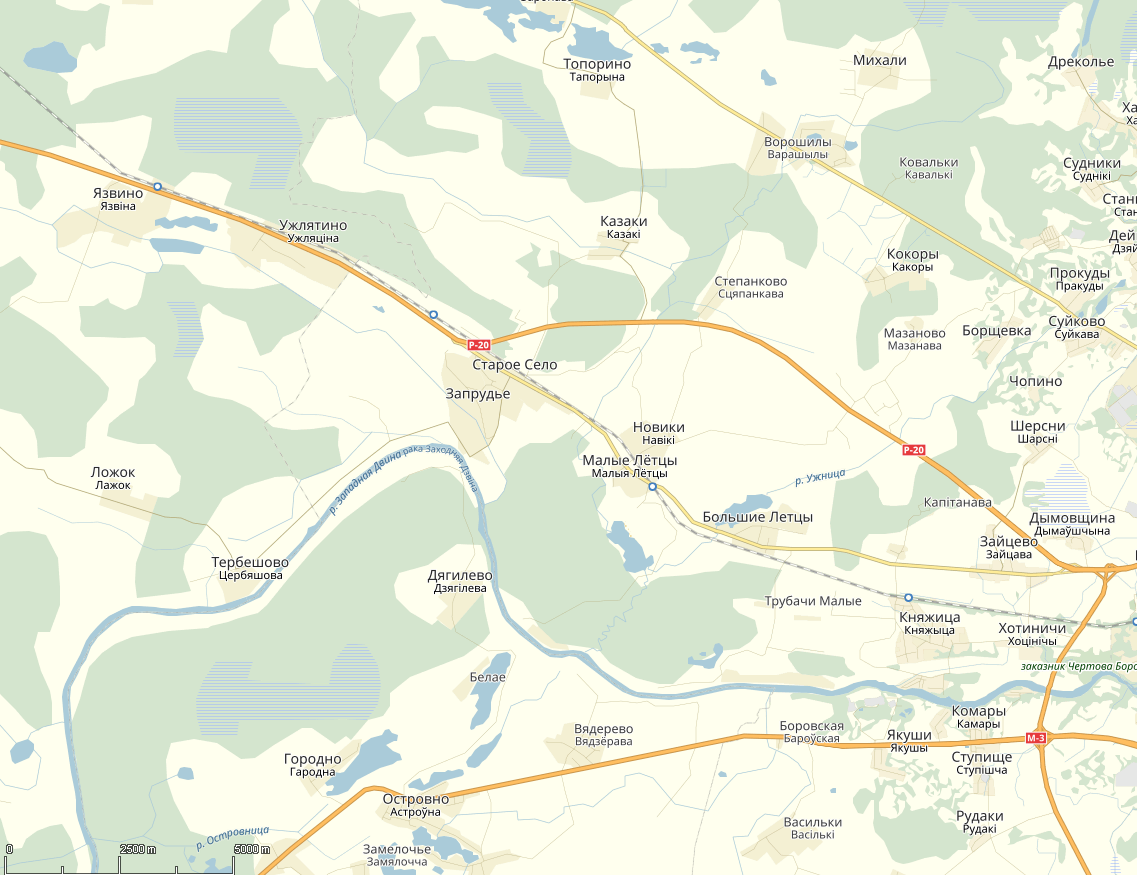 Топорино
Тапорына
Михали
Дреколье
Ворошилы
Варашылы
Ковальки
Кавалькі
Судники
Суднікі
Язвино
Язвіна
Ужлятино
Ужляціна
Казаки
Казакі
Кокоры
Какоры
Прокуды
Пракуды
Степанково
Сцяпанкава
Суйково
Суйкава
Мазаново
Мазанава
Борщевка
Р-20
Старое Село
Запрудье
Чопино
Новики
Навікі
Шерсни
Шарсні
Р-20
Малые Лётцы
Малыя Лётцы
р. Западная Двина
рака Заходняя Дзвіна
Ложок
Лажок
р. Ужница
Капітанава
Большие Летцы
Дымовщина
Дымаўшчына
Зайцево
Зайцава
Тербешово
Цербяшова
Дягилево
Дзягілева
Трубачи Малые
Княжица
Княжыца
Хотиничи
Хоцінічы
заказник Чертова Боро
Белае
Комары
Камары
Вядерево
Вядзёрава
Боровская
Бароўская
Якуши
Якушы
М-3
Ступище
Ступішча
Городно
Гародна
Островно
Астроўна
Рудаки
Рудакі
Васильки
Васількі
р. Островница
Замелочье
Замялочча
0
2500 m
5000 m